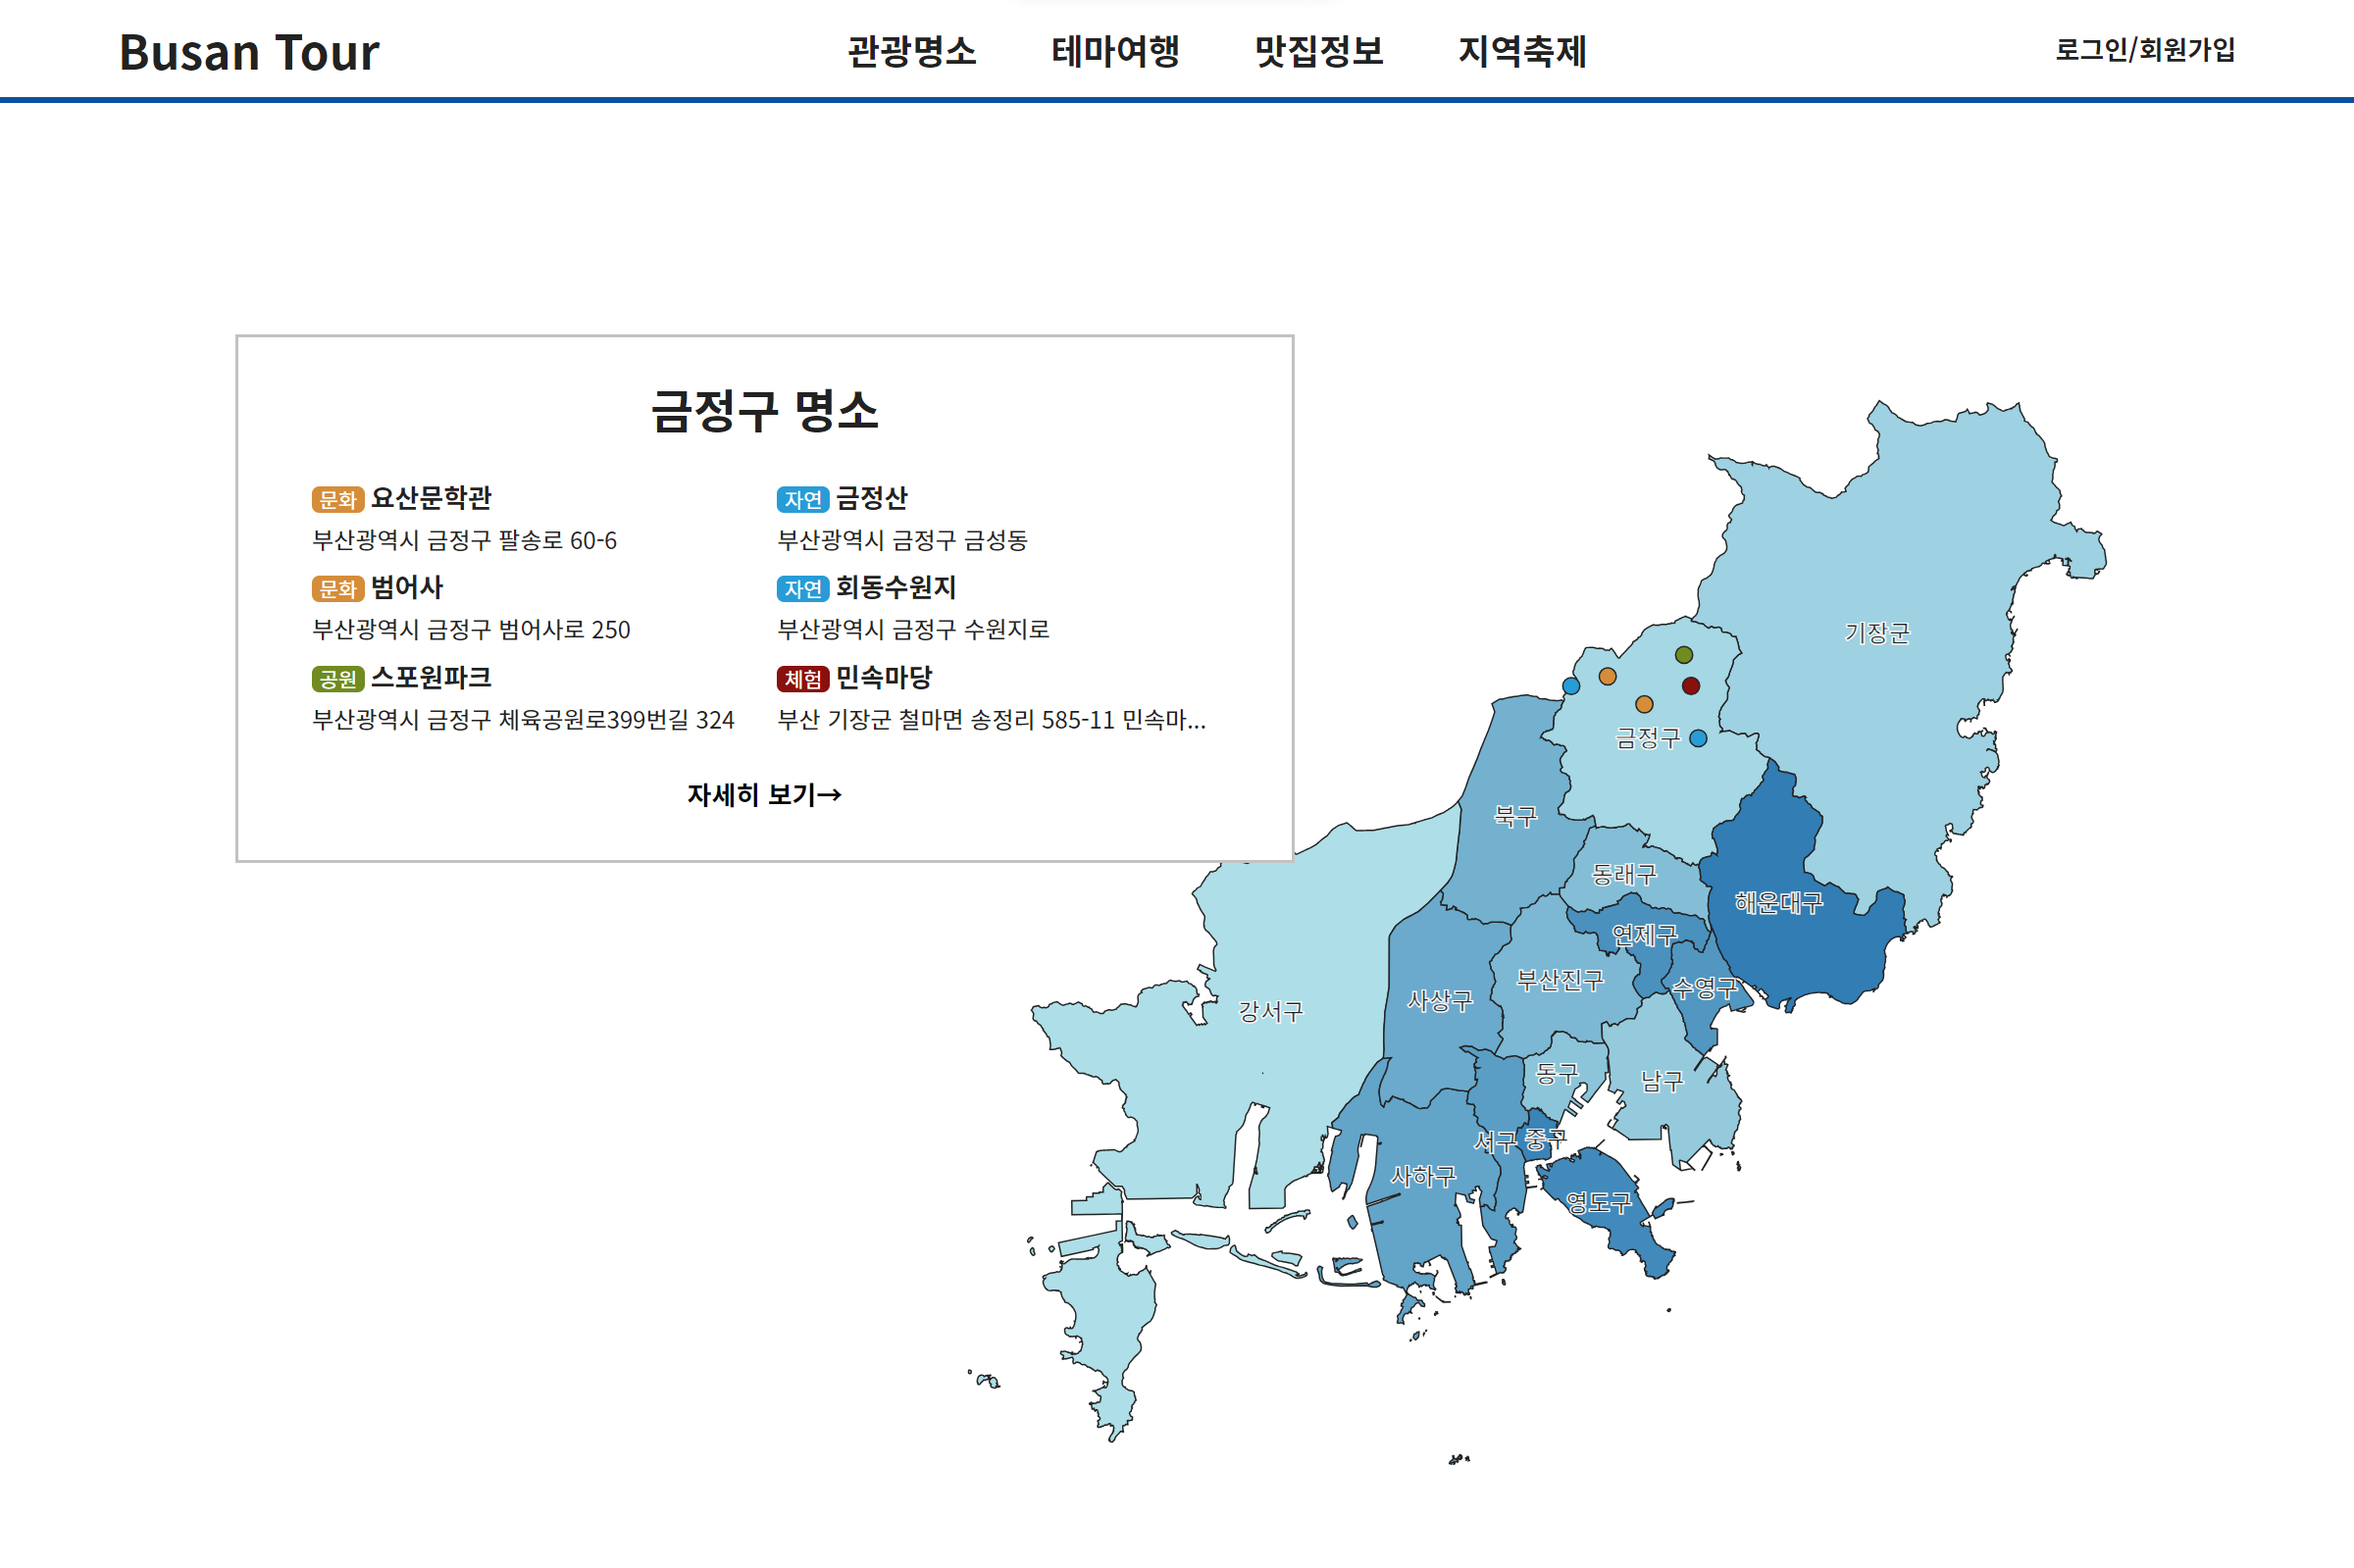 Busan Tour
관광명소 테마여행 맛집정보 지역축제
로그인/회원가입
금정구 명소
문화 요산문학관
부산광역시 금정구 팔송로 60-6
자연 금정산
부산광역시 금정구 금성동
문화 범어사
부산광역시 금정구 범어사로 250
자연 회동수원지
부산광역시 금정구 수원지로
공원 스포원파크
부산광역시 금정구 체육공원로399번길 324
체험 민속마당
부산 기장군 철마면 송정리 585-11 민속마...
자세히 보기→
기장군
금정구
북구
동래구
해운대구
연제구
부산진구
수영구
사상구
강서구
동구
남구
서구
중구
사하구
영도구